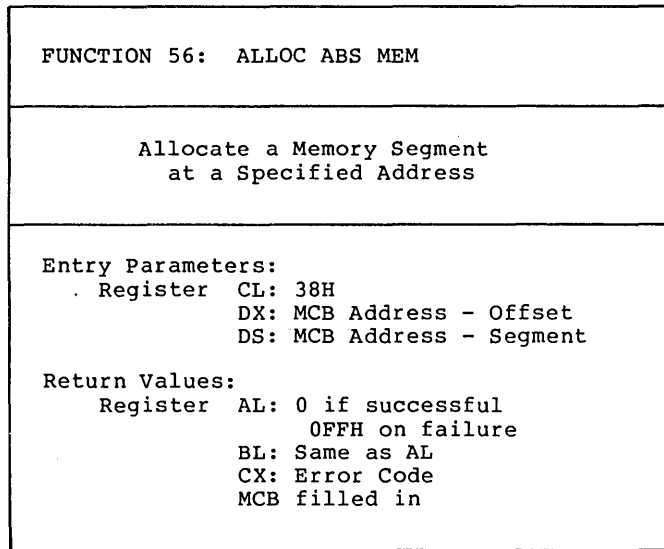 FUNCTION 56: ALLOC ABS MEM
Allocate a Memory Segment
at a Specified Address
Entry Parameters:
Register CL: 38H
DX: MCB Address - Offset
DS: MCB Address - Segment
Return Values:
Register AL: 0 if successful
0FFH on failure
BL: Same as AL
CX: Error Code
MCB filled in